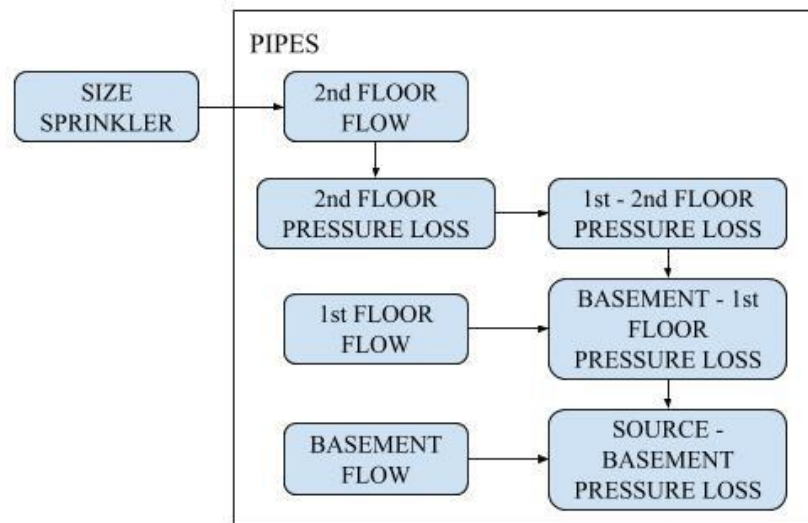 PIPES
SIZE
SPRINKLER
2nd FLOOR
FLOW
2nd FLOOR
PRESSURE LOSS
1st - 2nd FLOOR
PRESSURE LOSS
1st FLOOR
FLOW
BASEMENT - 1st
FLOOR
PRESSURE LOSS
BASEMENT
FLOW
SOURCE -
BASEMENT
PRESSURE LOSS